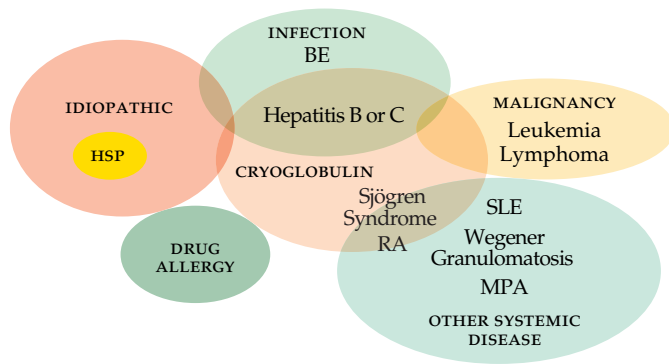 INFECTION
BE
IDIOPATHIC
HSP
Hepatitis B or C
MALIGNANCY
Leukemia
Lymphoma
CRYOGLOBULIN
Sjögren
Syndrome
RA
SLE
Wegener
Granulomatosis
MPA
DRUG
ALLERGY
OTHER SYSTEMIC
DISEASE